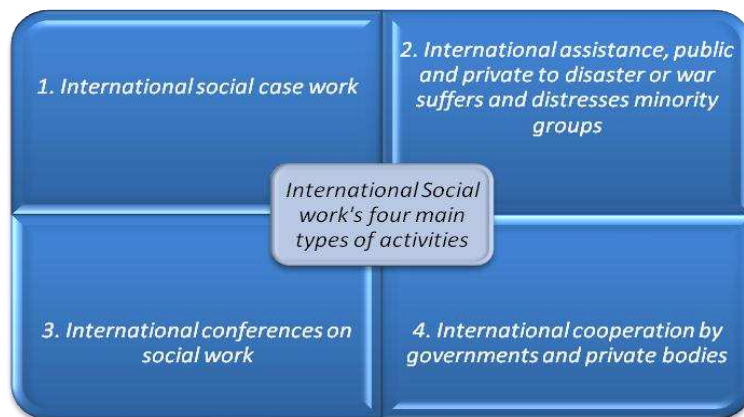 1. International social case work
2. International assistance, public
and private to disaster or war
suffers and distresses minority
groups
International Social
work's four main
types of activities
3. International conferences on
social work
4. International cooperation by
governments and private bodies